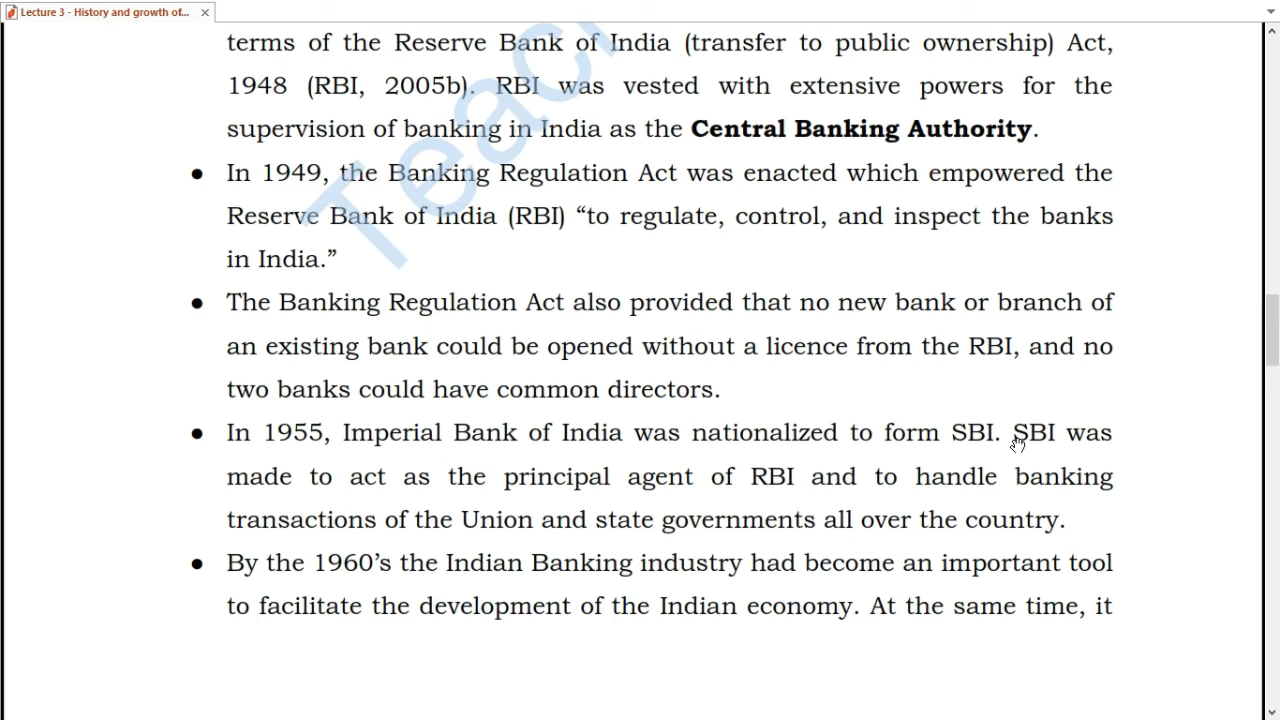 Lecture 3 - History and growth of...
terms of the Reserve Bank of India (transfer to public ownership) Act,
1948 (RBI, 2005b). RBI was vested with extensive powers for the
supervision of banking in India as the Central Banking Authority.
● In 1949, the Banking Regulation Act was enacted which empowered the
Reserve Bank of India (RBI) “to regulate, control, and inspect the banks
in India.”
● The Banking Regulation Act also provided that no new bank or branch of
an existing bank could be opened without a licence from the RBI, and no
two banks could have common directors.
● In 1955, Imperial Bank of India was nationalized to form SBI. SBI was
made to act as the principal agent of RBI and to handle banking
transactions of the Union and state governments all over the country.
● By the 1960’s the Indian Banking industry had become an important tool
to facilitate the development of the Indian economy. At the same time, it